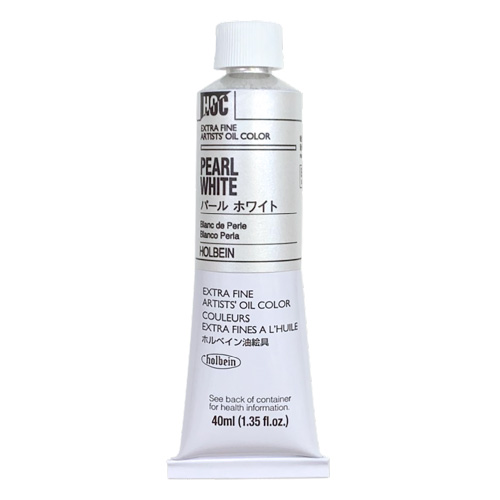 HOC
EXTRA FINE
ARTISTS' OIL COLOR
PEARL
WHITE
パール ホワイト
Blanc de Perle
Blanco Perla
HOLBEIN
EXTRA FINE
ARTISTS' OIL COLOR
COULEURS
EXTRA FINES A L'HUILE
ホルベイン油絵具
holbein
See back of container
for health information.
40ml (1.35 fl.oz.)